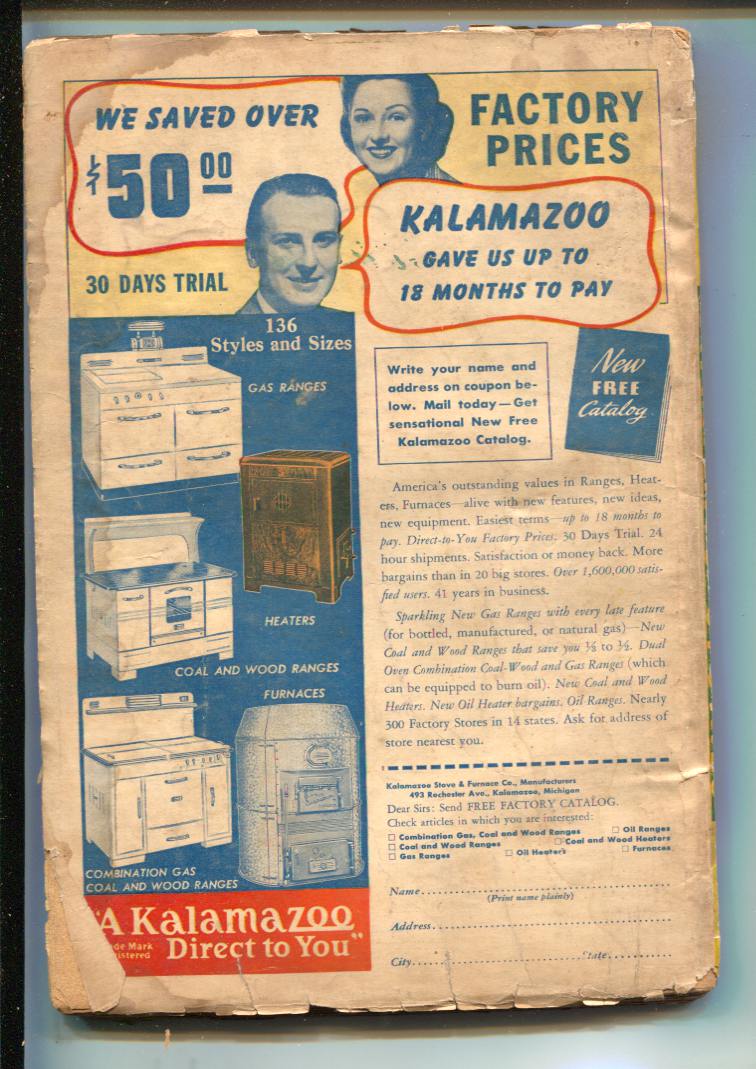 WE SAVED OVER
$50 00
FACTORY
PRICES
30 DAYS TRIAL
KALAMAZOO
GAVE US UP TO
18 MONTHS TO PAY
136
Styles and Sizes
GAS RANGES
HEATERS
COAL AND WOOD RANGES
FURNACES
COMBINATION GAS
COAL AND WOOD RANGES
"A Kalamazoo
de Mark
istered
Direct to You"
Write your name and
address on coupon be-
low. Mail today—Get
sensational New Free
Kalamazoo Catalog.
New
FREE
Catalog
America's outstanding values in Ranges, Heat-
ers, Furnaces—alive with new features, new ideas,
new equipment. Easiest terms—up to 18 months to
pay. Direct-to-You Factory Prices. 30 Days Trial. 24
hour shipments. Satisfaction or money back. More
bargains than in 20 big stores. Over 1,600,000 satis-
fied users. 41 years in business.
Sparkling New Gas Ranges with every late feature
(for bottled, manufactured, or natural gas)—New
Coal and Wood Ranges that save you ⅓ to ½. Dual
Oven Combination Coal-Wood and Gas Ranges (which
can be equipped to burn oil). New Coal and Wood
Heaters. New Oil Heater bargains. Oil Ranges. Nearly
300 Factory Stores in 14 states. Ask for address of
store nearest you.
Kalamazoo Stove & Furnace Co., Manufacturers
493 Rochester Ave., Kalamazoo, Michigan
Dear Sirs: Send FREE FACTORY CATALOG.
Check articles in which you are interested:
☐ Combination Gas, Coal and Wood Ranges ☐ Oil Ranges
☐ Coal and Wood Ranges ☐ Coal and Wood Heaters
☐ Gas Ranges ☐ Oil Heaters ☐ Furnaces
Name
(Print name plainly)
Address
City State